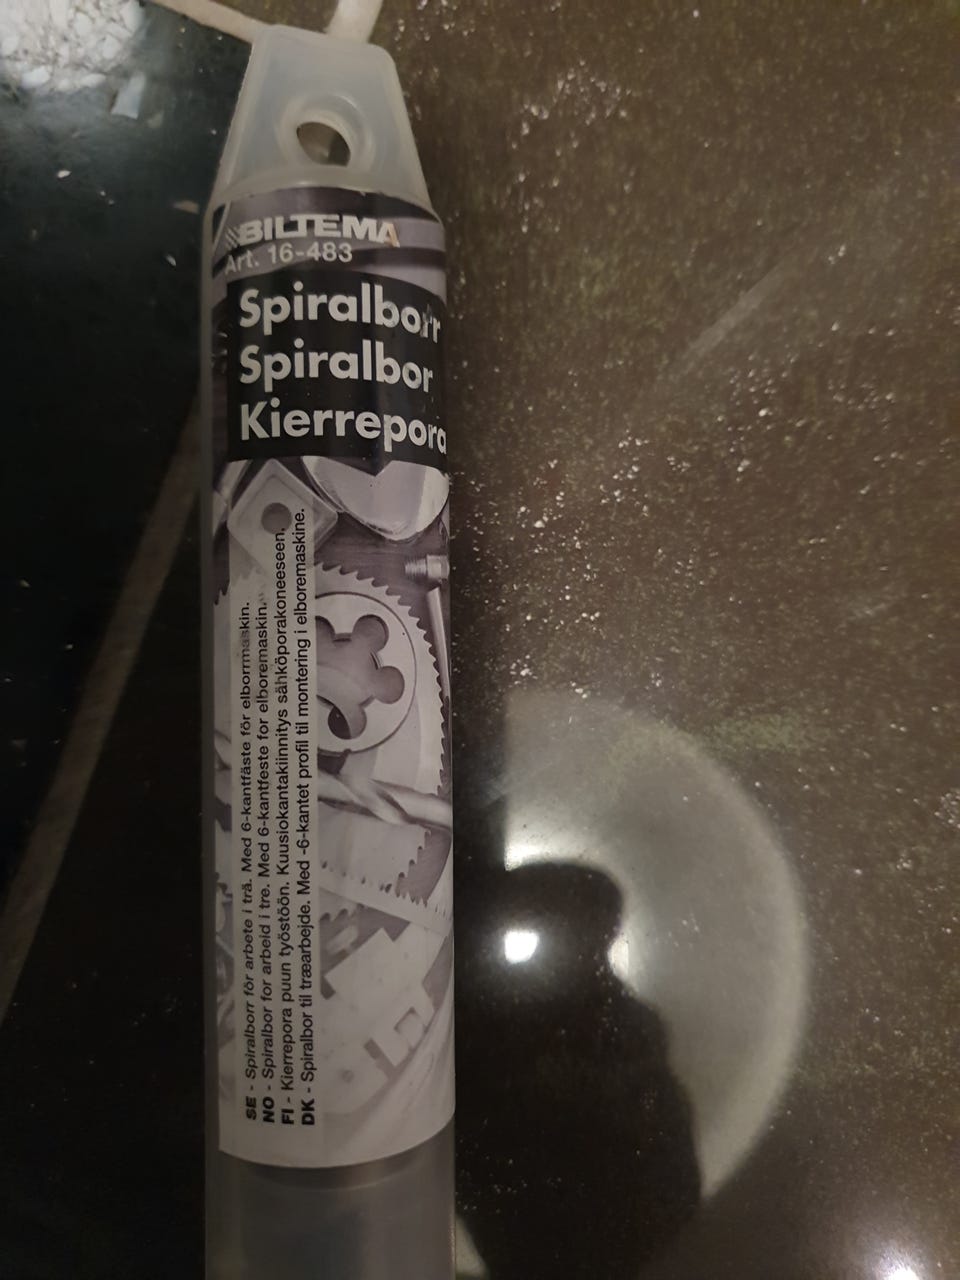 BILTEMA
Art. 16-483
Spiralborr
Spiralbor
Kierrepora
SE - Spiralborr för arbete i trä. Med 6-kantfäste för elborrmaskin.
NO - Spiralbor for arbeid i tre. Med 6-kantfeste for elboremaskin.
FI - Kierrepora puun työstöön. Kuusiokantakiinnitys sähköporakoneeseen.
DK - Spiralbor til træarbejde. Med -6-kantet profil til montering i elboremaskine.